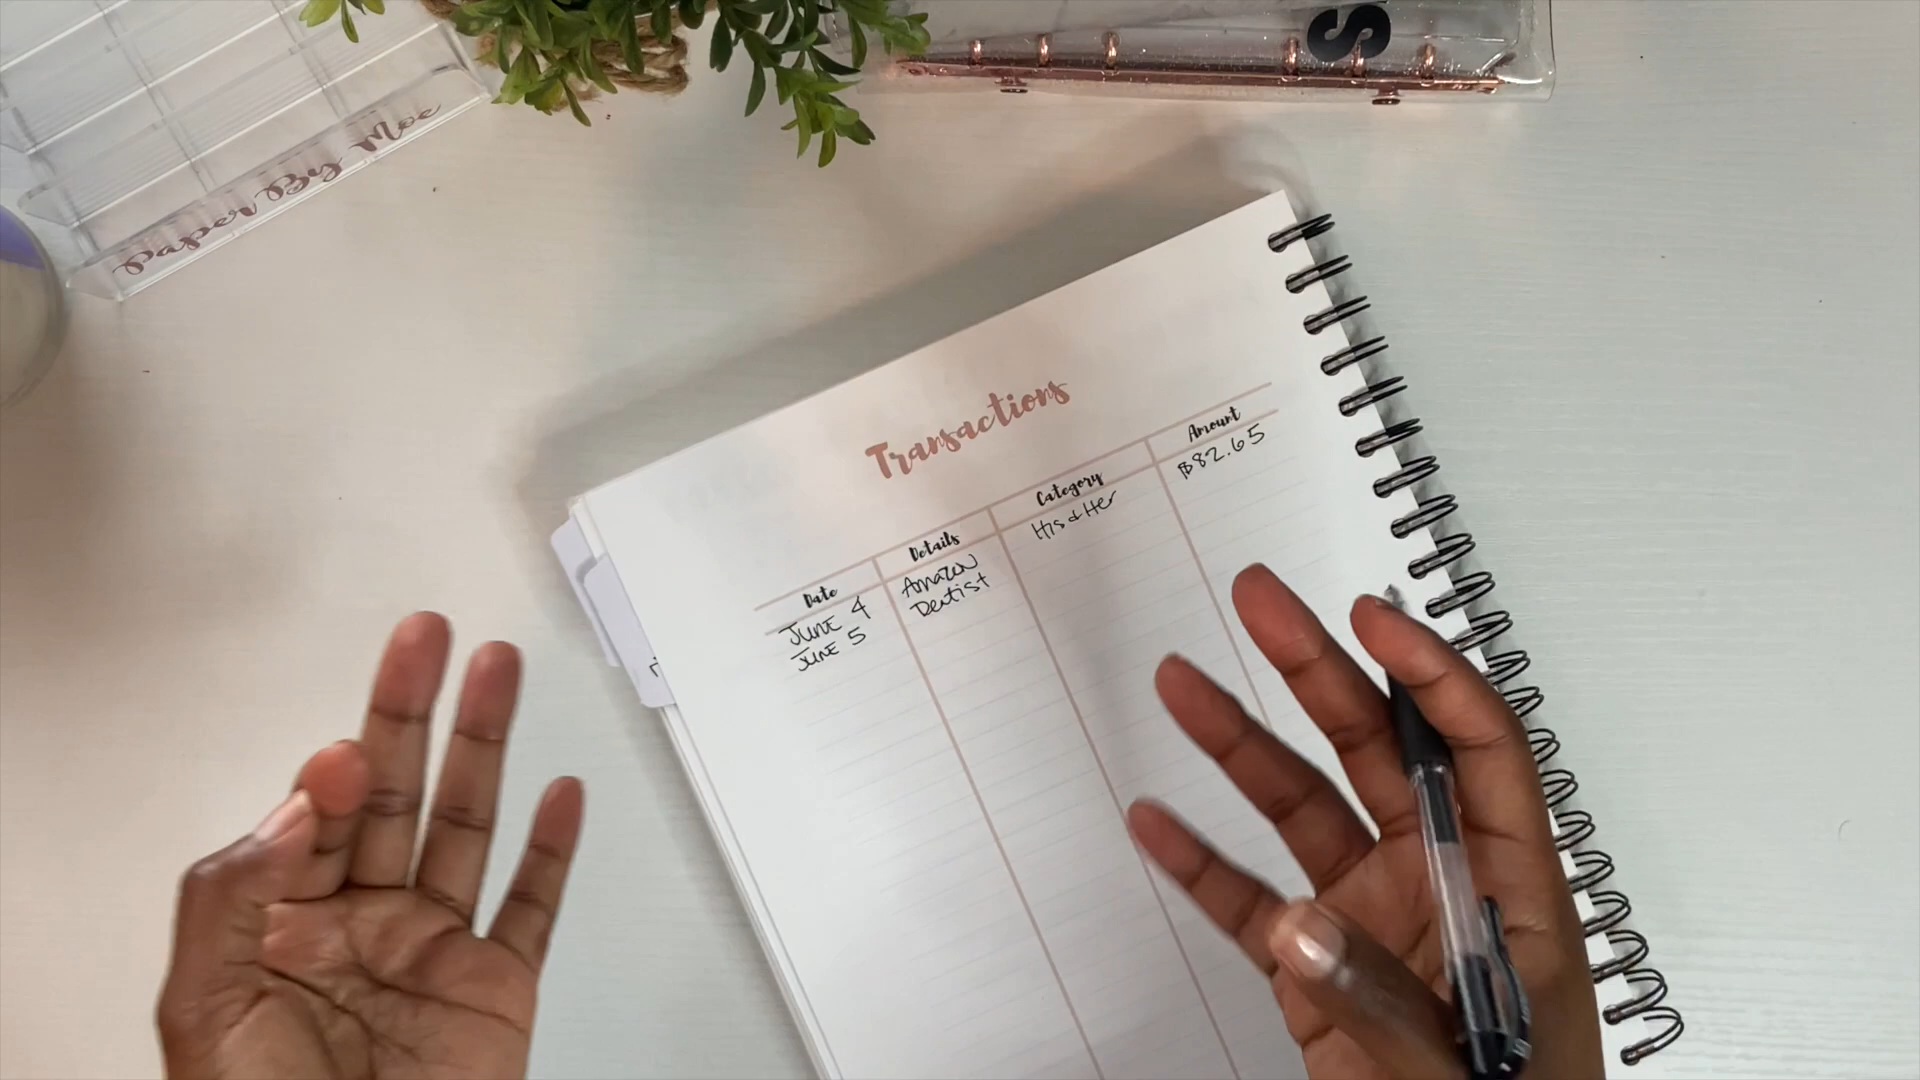 Paper By Moe
S
Transactions
Date Details Category Amount
JUNE 4 Amazon His & Her $82.65
JUNE 5 Dentist